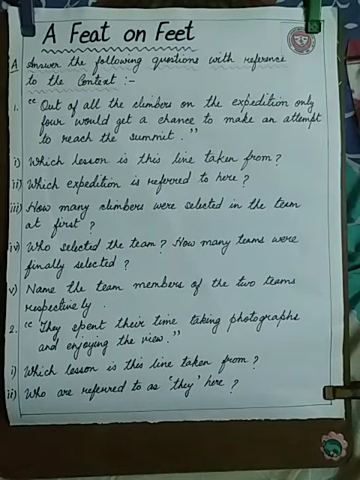 A Feat on Feet
A Answer the following questions with reference
to the Context :-
1. "Out of all the climbers on the expedition only
four would get a chance to make an attempt
to reach the summit."
i) Which lesson is this line taken from?
ii) Which expedition is referred to here?
iii) How many climbers were selected in the team
at first?
iv) Who selected the team? How many teams were
finally selected?
v) Name the team members of the two teams
respectively.
2. "They spent their time taking photographs
and enjoying the view."
i) Which lesson is this line taken from?
ii) Who are referred to as 'they' here?